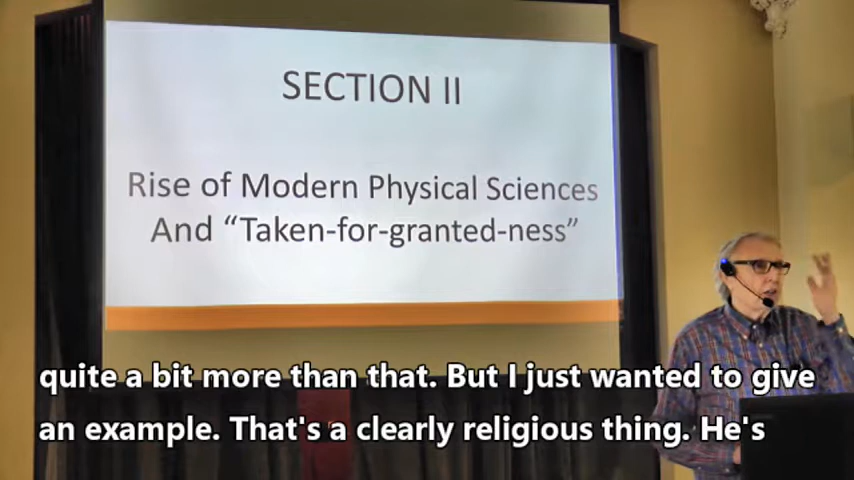 SECTION II
Rise of Modern Physical Sciences
And “Taken-for-granted-ness”
quite a bit more than that. But I just wanted to give
an example. That's a clearly religious thing. He's